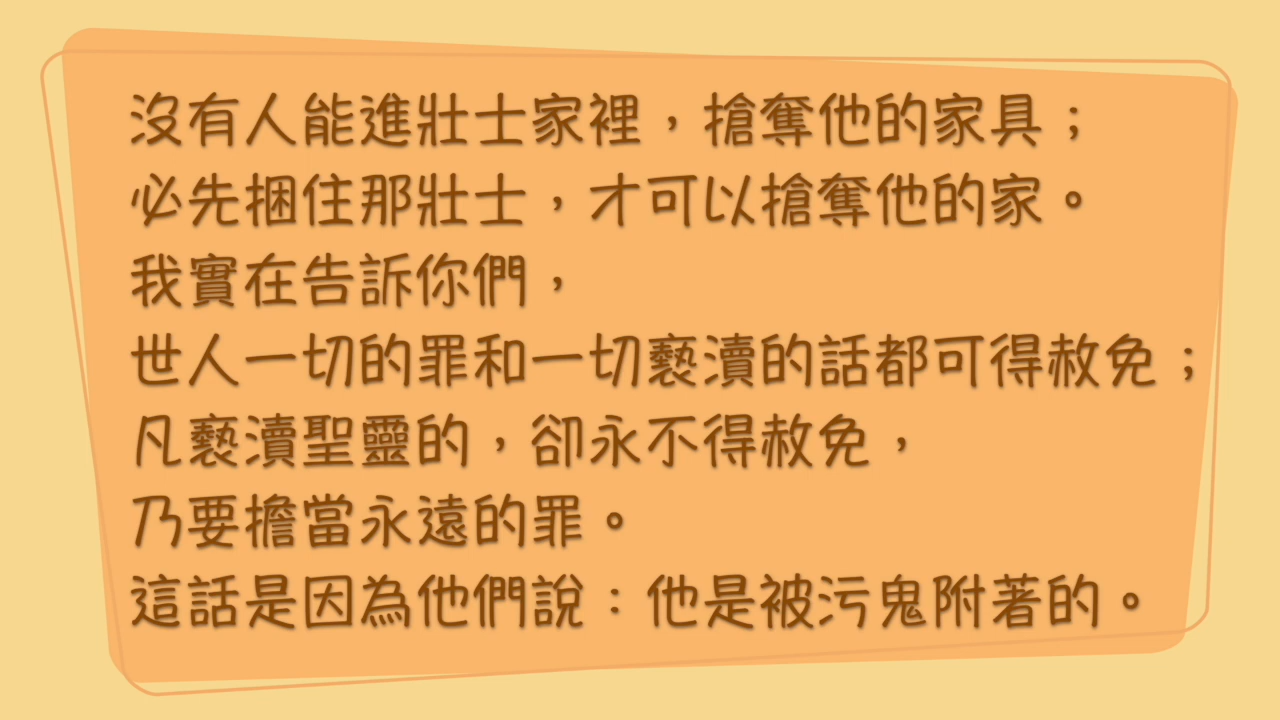 沒有人能進壯士家裡，搶奪他的家具；
必先捆住那壯士，才可以搶奪他的家。
我實在告訴你們，
世人一切的罪和一切褻瀆的話都可得赦免；
凡褻瀆聖靈的，卻永不得赦免，
乃要擔當永遠的罪。
這話是因為他們說：他是被污鬼附著的。